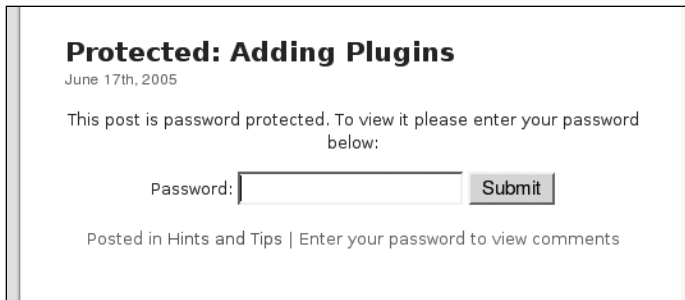 Protected: Adding Plugins
June 17th, 2005
This post is password protected. To view it please enter your password
below:
Password: Submit
Posted in Hints and Tips | Enter your password to view comments